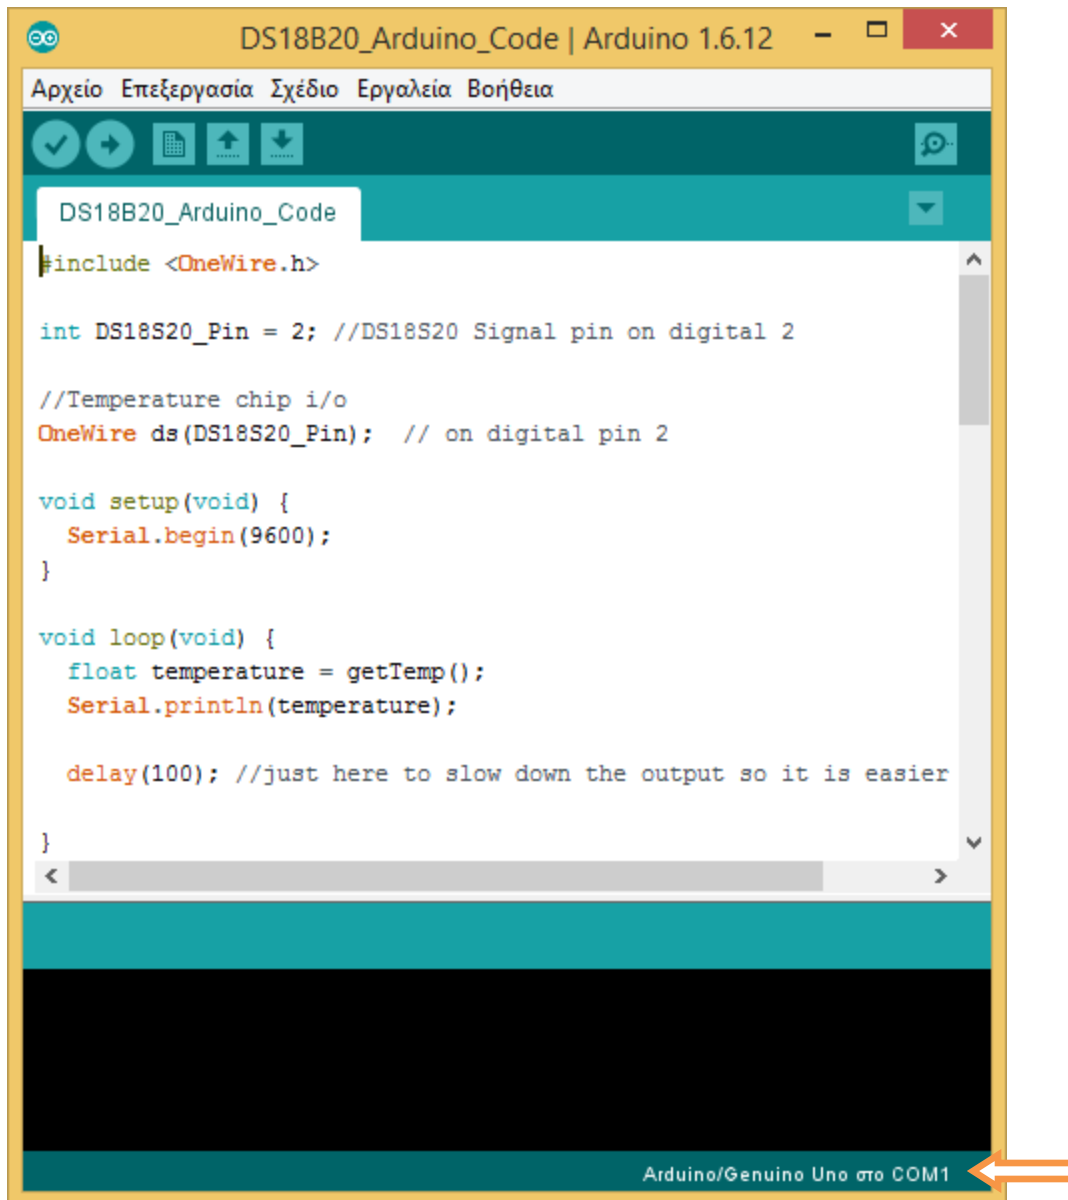 DS18B20_Arduino_Code | Arduino 1.6.12
Αρχείο Επεξεργασία Σχέδιο Εργαλεία Βοήθεια
DS18B20_Arduino_Code
#include <OneWire.h>
int DS18S20_Pin = 2; //DS18S20 Signal pin on digital 2
//Temperature chip i/o
OneWire ds(DS18S20_Pin);  // on digital pin 2
void setup(void) {
  Serial.begin(9600);
}
void loop(void) {
  float temperature = getTemp();
  Serial.println(temperature);
  delay(100); //just here to slow down the output so it is easier
}
Arduino/Genuino Uno στο COM1